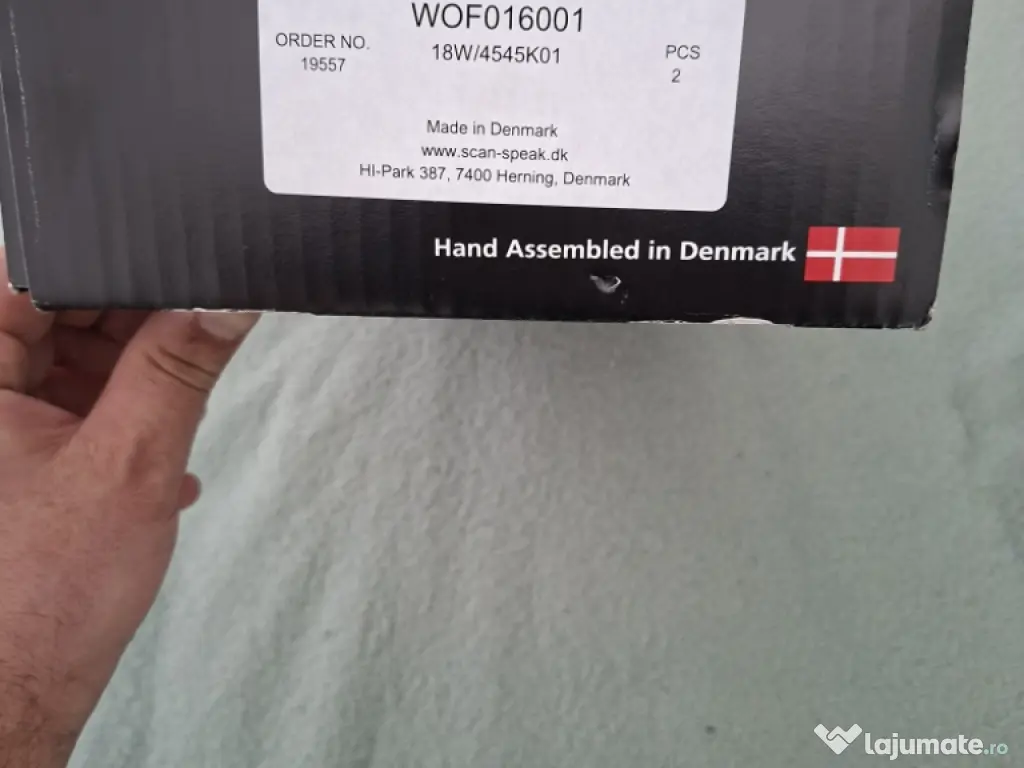 WOF016001
ORDER NO.
19557
18W/4545K01
PCS
2
Made in Denmark
www.scan-speak.dk
HI-Park 387, 7400 Herning, Denmark
Hand Assembled in Denmark
lajumate.ro